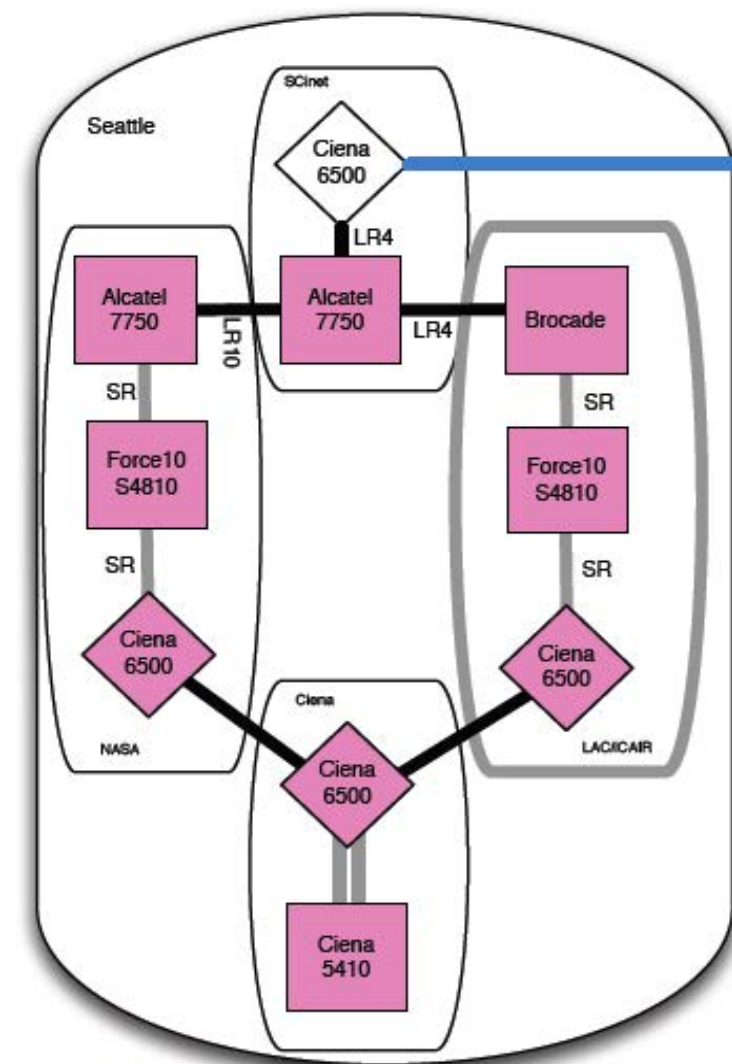 SCinet
Seattle
Ciena
6500
LR4
Alcatel
7750
LR10
Alcatel
7750
LR4
Brocade
SR
SR
Force10
S4810
Force10
S4810
SR
SR
Ciena
6500
Ciena
6500
NASA
Ciena
LAC/ICAIR
Ciena
6500
Ciena
5410